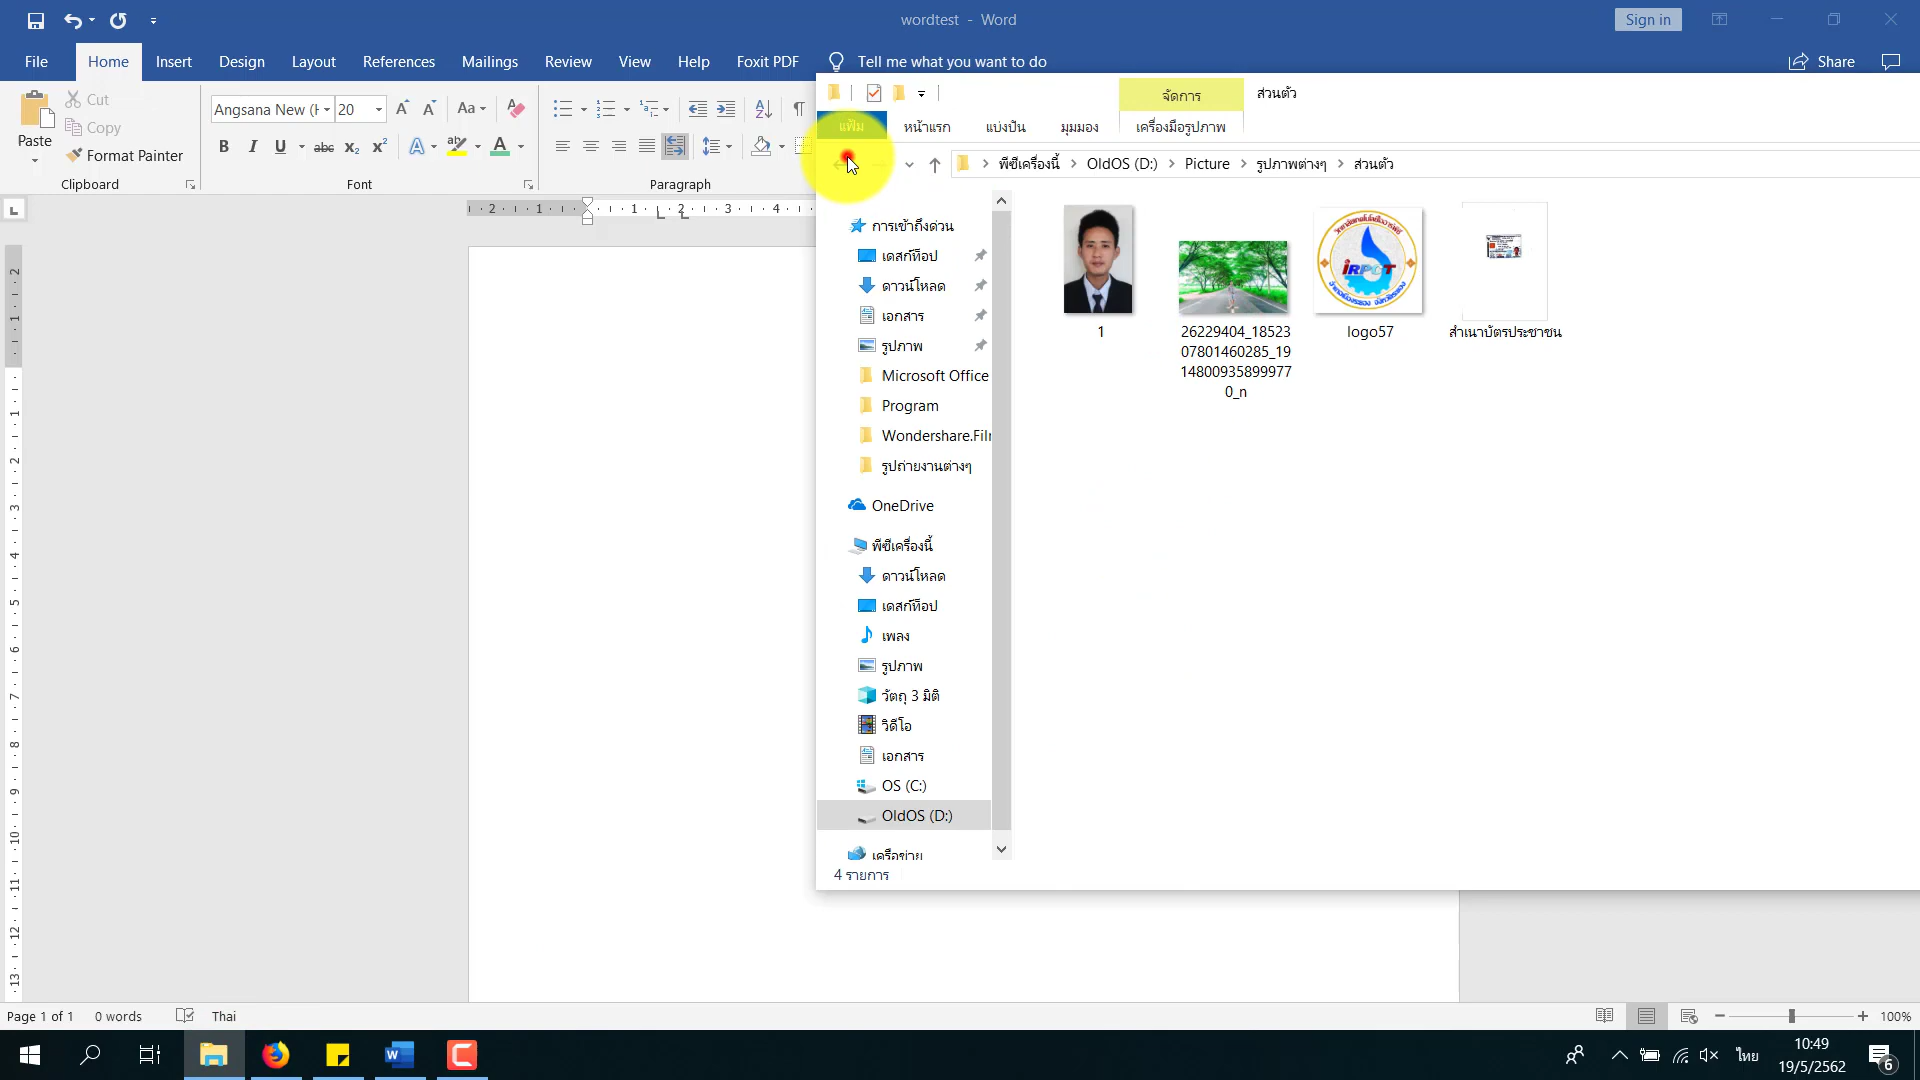 wordtest - Word
Sign in
File
Home
Insert
Design
Layout
References
Mailings
Review
View
Help
Foxit PDF
Tell me what you want to do
Share
Paste
Cut
Copy
Format Painter
Clipboard
Angsana New (H
20
Aa
B
I
U
abc
x2
x2
A
ab
A
Font
Paragraph
จัดการ
ส่วนตัว
แฟ้ม
หน้าแรก
แบ่งปัน
มุมมอง
เครื่องมือรูปภาพ
พีซีเครื่องนี้
OldOS (D:)
Picture
รูปภาพต่างๆ
ส่วนตัว
การเข้าถึงด่วน
เดสก์ท็อป
ดาวน์โหลด
เอกสาร
รูปภาพ
Microsoft Office
Program
Wondershare.Film
รูปถ่ายงานต่างๆ
OneDrive
พีซีเครื่องนี้
ดาวน์โหลด
เดสก์ท็อป
เพลง
รูปภาพ
วัตถุ 3 มิติ
วิดีโอ
เอกสาร
OS (C:)
OldOS (D:)
เครือข่าย
4 รายการ
1
26229404_18523
07801460285_19
14800935899977
0_n
iRPCT
logo57
สำเนาบัตรประชาชน
Page 1 of 1
0 words
Thai
100%
ไทย
10:49
19/5/2562
6